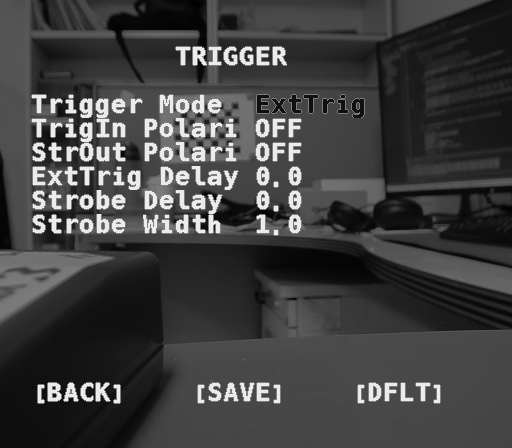 TRIGGER
Trigger Mode ExtTrig
TrigIn Polari OFF
StrOut Polari OFF
ExtTrig Delay 0.0
Strobe Delay 0.0
Strobe Width 1.0
[BACK] [SAVE] [DFLT]